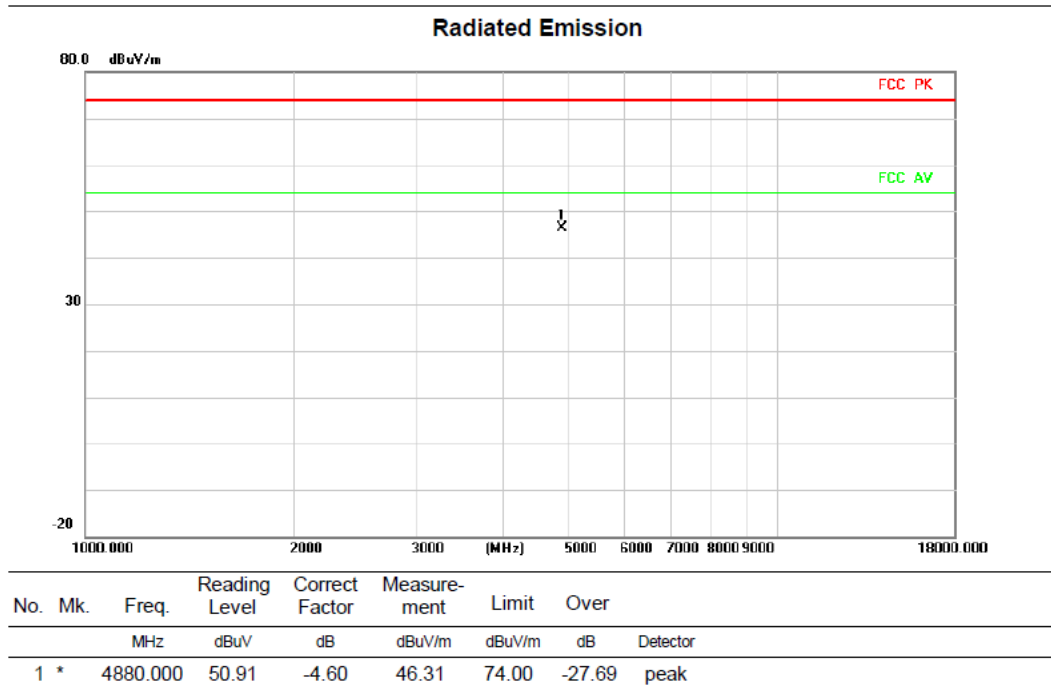 Radiated Emission
80.0 dBuV/m
FCC PK
FCC AV
1
X
30
-20
1000.000 2000 3000 (MHz) 5000 6000 7000 8000 9000 18000.000
No. Mk. Freq. Reading Level Correct Factor Measure-ment Limit Over
MHz dBuV dB dBuV/m dBuV/m dB Detector
1 * 4880.000 50.91 -4.60 46.31 74.00 -27.69 peak